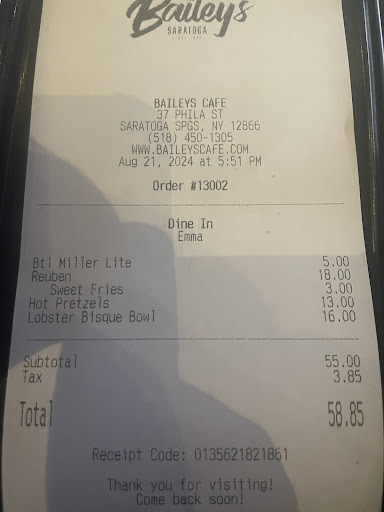 Baileys
SARATOGA
BAILEYS CAFE
37 PHILA ST
SARATOGA SPGS, NY 12866
(518) 450-1305
WWW.BAILEYSCAFE.COM
Aug 21, 2024 at 5:51 PM
Order #13002
Dine In
Emma
Btl Miller Lite 5.00
Reuben 18.00
Sweet Fries 3.00
Hot Pretzels 13.00
Lobster Bisque Bowl 16.00
Subtotal 55.00
Tax 3.85
Total 58.85
Receipt Code: 0135621821861
Thank you for visiting!
Come back soon!